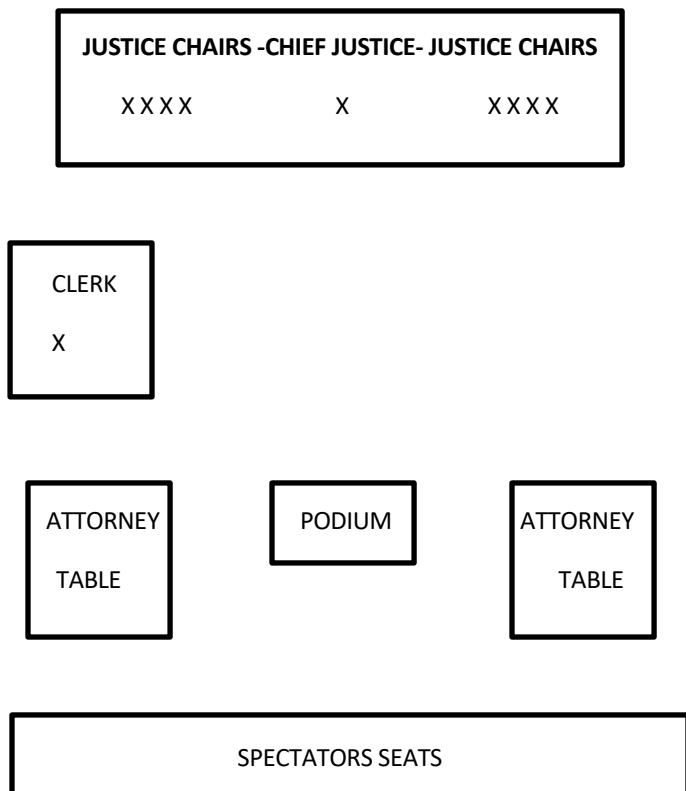 JUSTICE CHAIRS -CHIEF JUSTICE- JUSTICE CHAIRS
X X X X X X X X X
CLERK
X
ATTORNEY
TABLE
PODIUM
ATTORNEY
TABLE
SPECTATORS SEATS